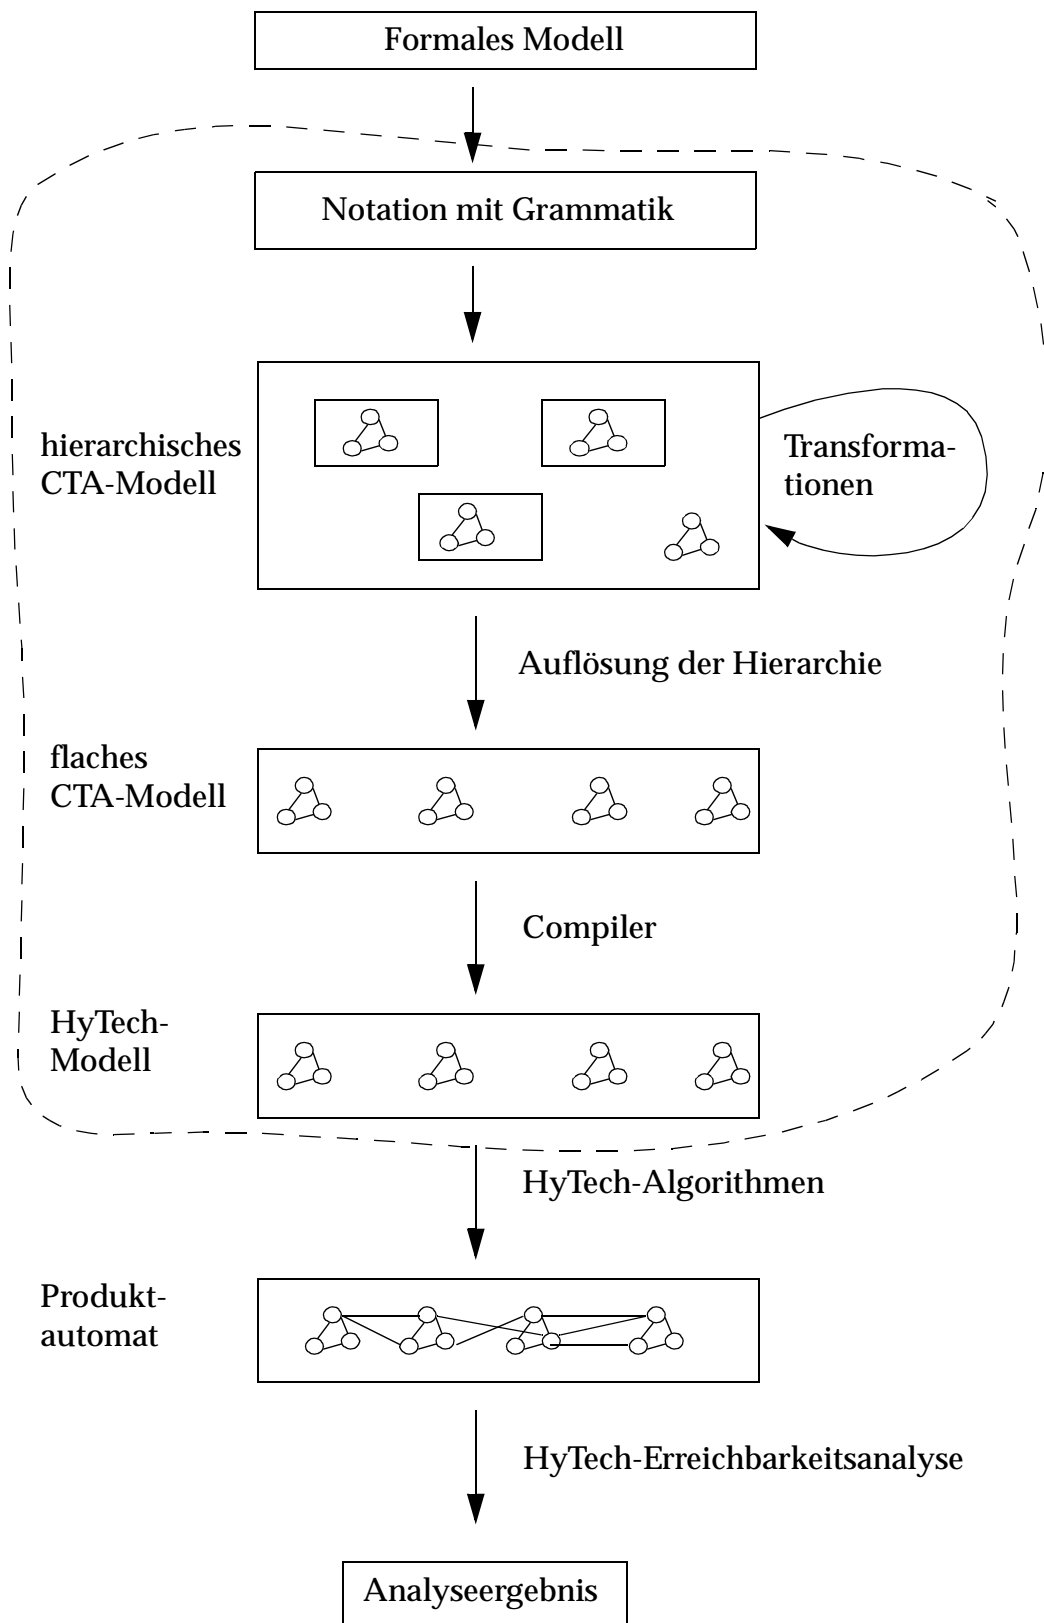 Formales Modell
Notation mit Grammatik
hierarchisches
CTA-Modell
Transforma-
tionen
Auflösung der Hierarchie
flaches
CTA-Modell
Compiler
HyTech-
Modell
HyTech-Algorithmen
Produkt-
automat
HyTech-Erreichbarkeitsanalyse
Analyseergebnis